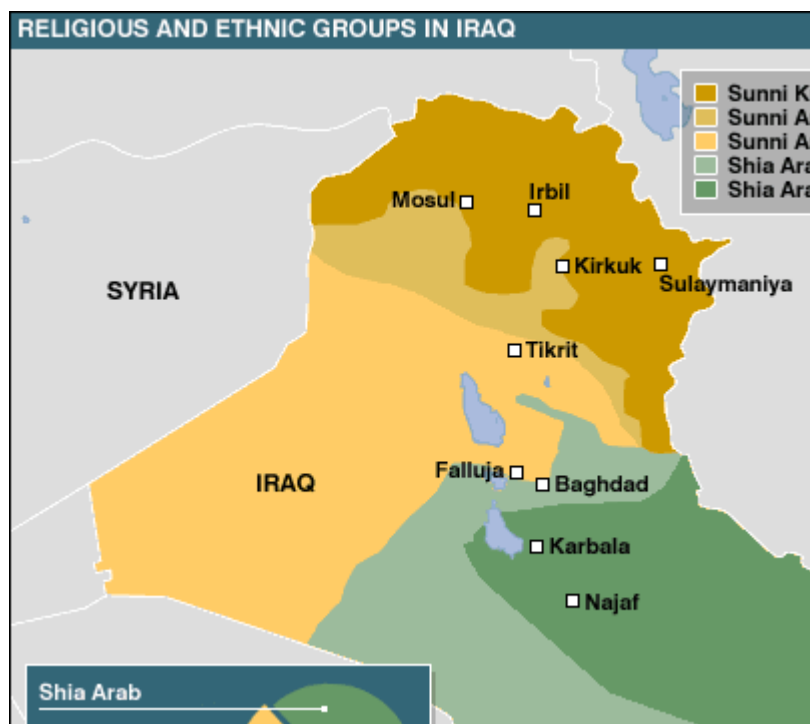 RELIGIOUS AND ETHNIC GROUPS IN IRAQ
Sunni K
Sunni A
Sunni A
Shia Ara
Shia Ara
Mosul
Irbil
Kirkuk
Sulaymaniya
SYRIA
Tikrit
Falluja
IRAQ
Baghdad
Karbala
Najaf
Shia Arab